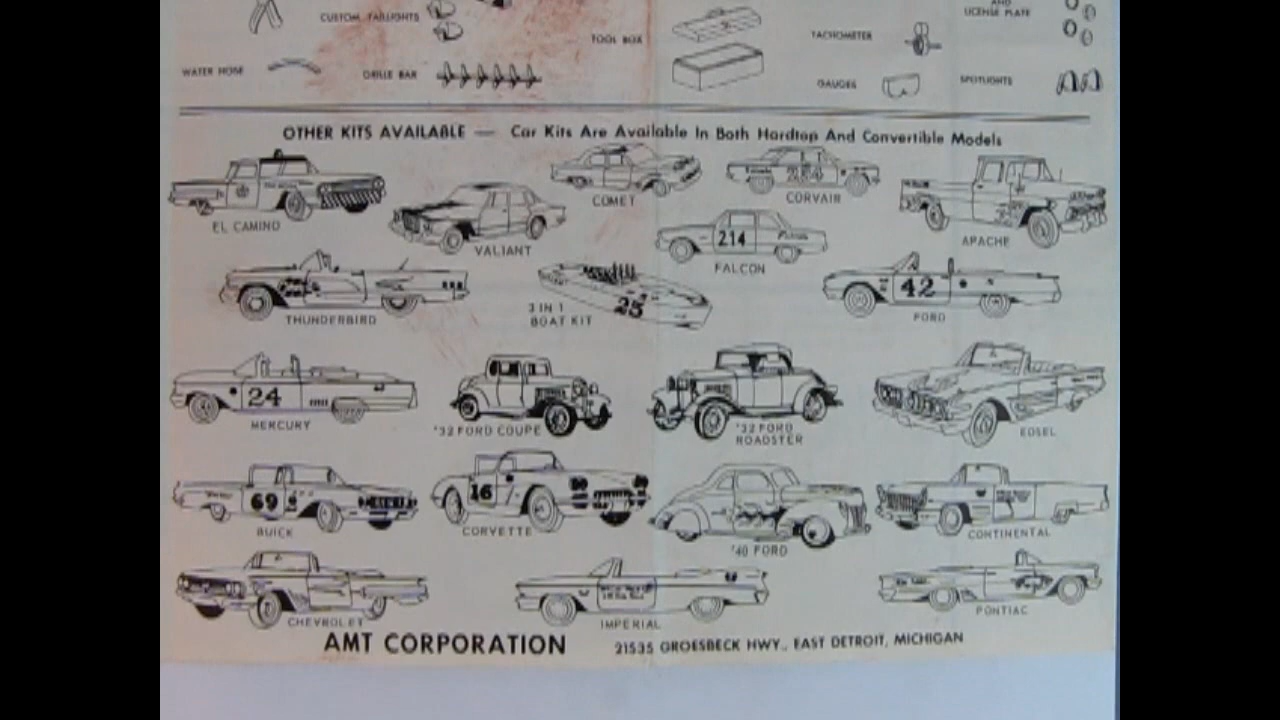 AND
LICENSE PLATE
CUSTOM TAILLIGHTS
TOOL BOX
TACHOMETER
WATER HOSE
GRILLE BAR
GAUGES
SPOTLIGHTS
OTHER KITS AVAILABLE — Car Kits Are Available In Both Hardtop And Convertible Models
254
COMET
CORVAIR
EL CAMINO
VALIANT
214
APACHE
FALCON
THUNDERBIRD
3 IN 1
BOAT KIT
25
42
FORD
24
MERCURY
'32 FORD COUPE
'32 FORD
ROADSTER
EDSEL
69
BUICK
16
CORVETTE
'40 FORD
CONTINENTAL
CHEVROLET
IMPERIAL
PONTIAC
AMT CORPORATION 21535 GROESBECK HWY., EAST DETROIT, MICHIGAN